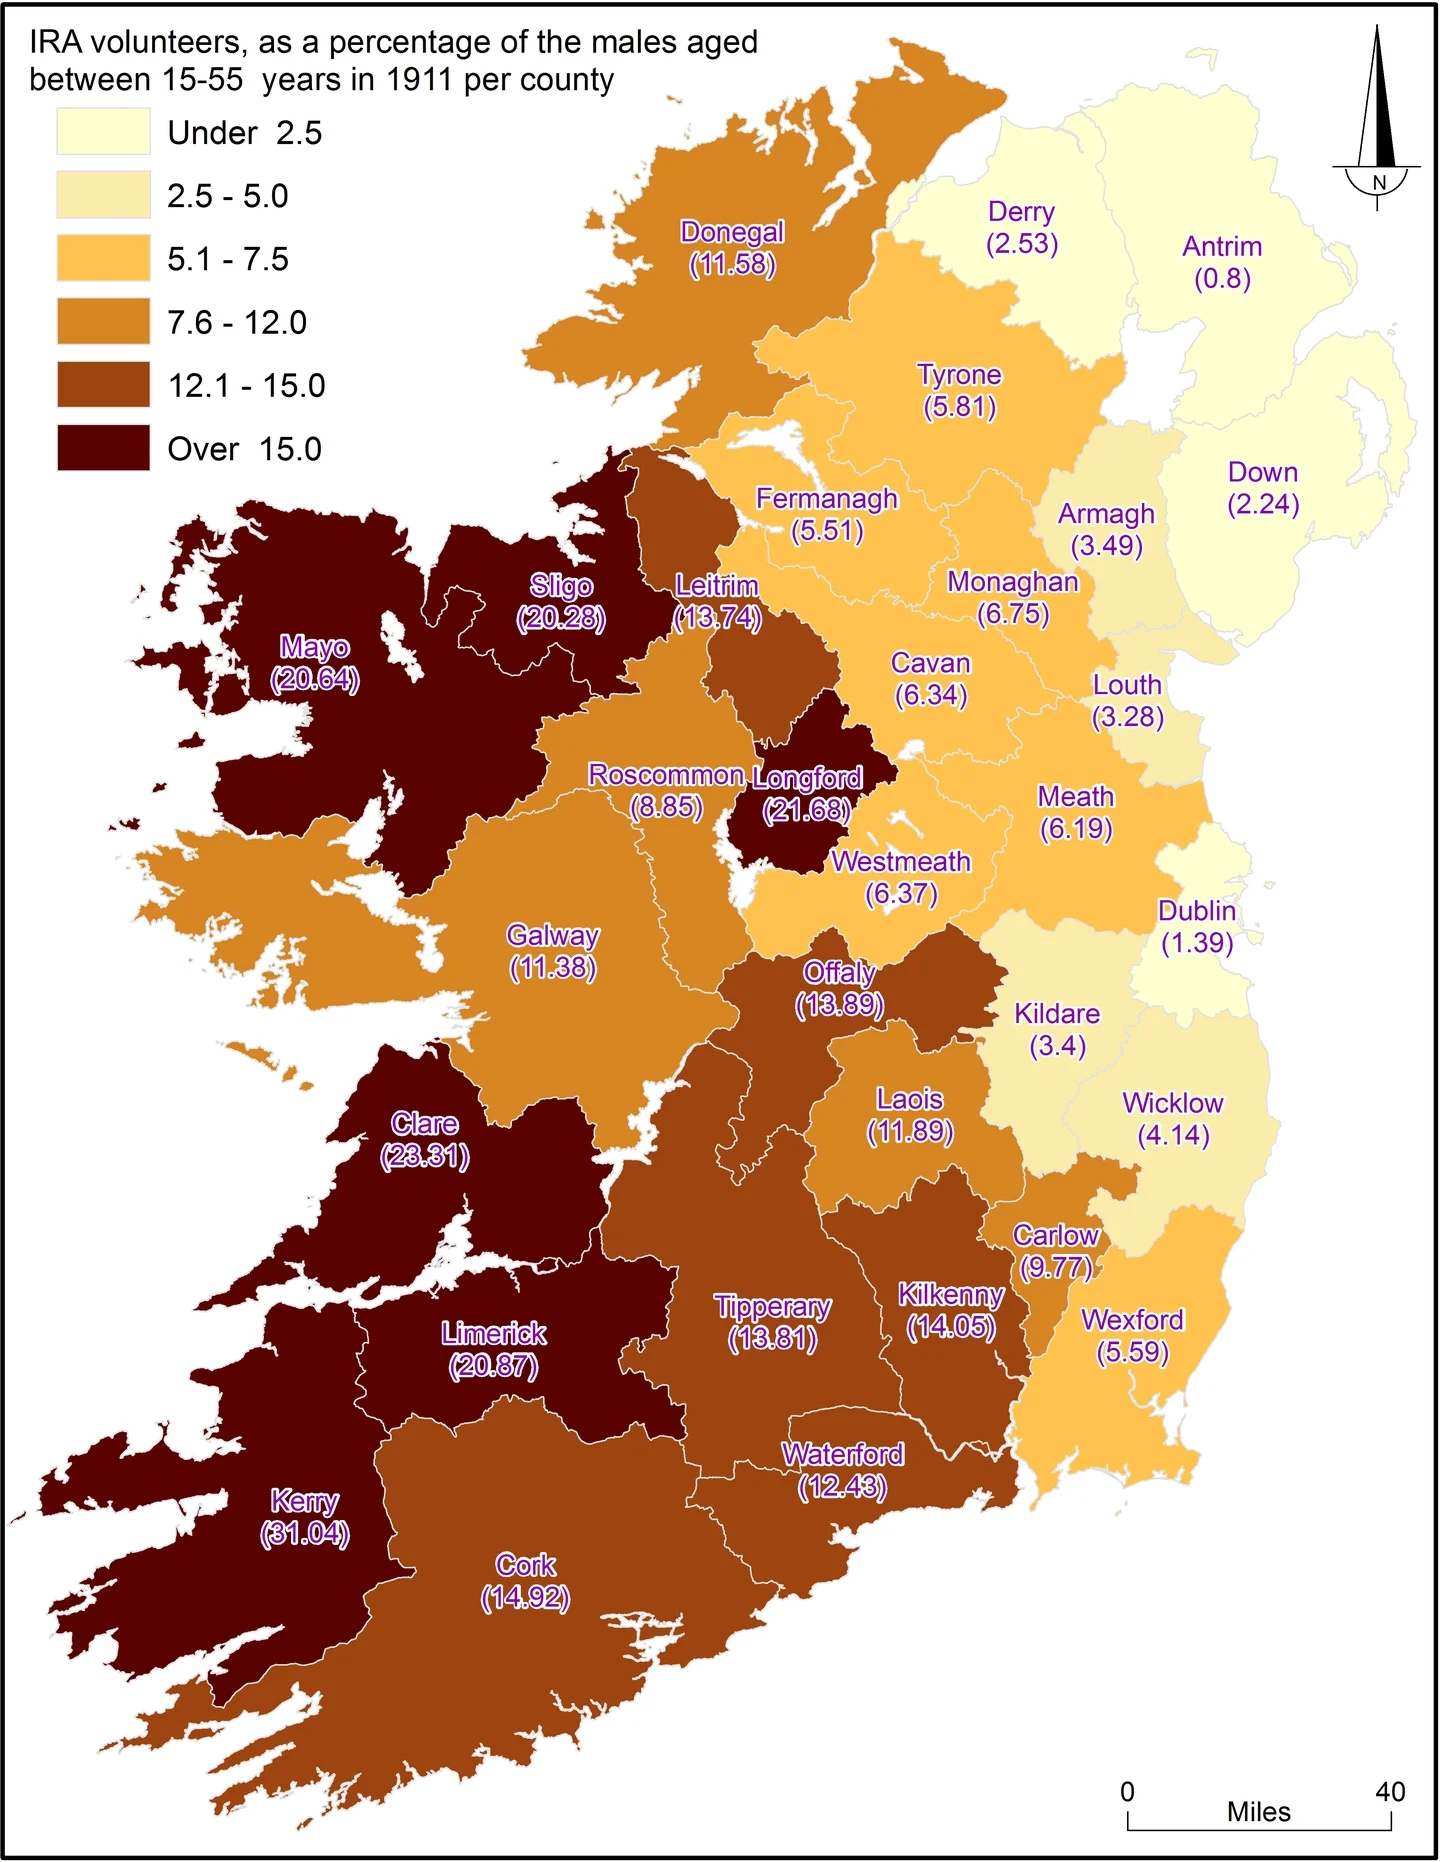 IRA volunteers, as a percentage of the males aged
between 15-55 years in 1911 per county
Under 2.5
2.5 - 5.0
5.1 - 7.5
7.6 - 12.0
12.1 - 15.0
Over 15.0
N
Donegal
(11.58)
Derry
(2.53)
Antrim
(0.8)
Tyrone
(5.81)
Down
(2.24)
Fermanagh
(5.51)
Armagh
(3.49)
Monaghan
(6.75)
Sligo
(20.28)
Leitrim
(13.74)
Mayo
(20.64)
Cavan
(6.34)
Louth
(3.28)
Roscommon
(8.85)
Longford
(21.68)
Meath
(6.19)
Westmeath
(6.37)
Dublin
(1.39)
Galway
(11.38)
Offaly
(13.89)
Kildare
(3.4)
Laois
(11.89)
Wicklow
(4.14)
Clare
(23.31)
Carlow
(9.77)
Tipperary
(13.81)
Kilkenny
(14.05)
Wexford
(5.59)
Limerick
(20.87)
Waterford
(12.43)
Kerry
(31.04)
Cork
(14.92)
0 40
Miles